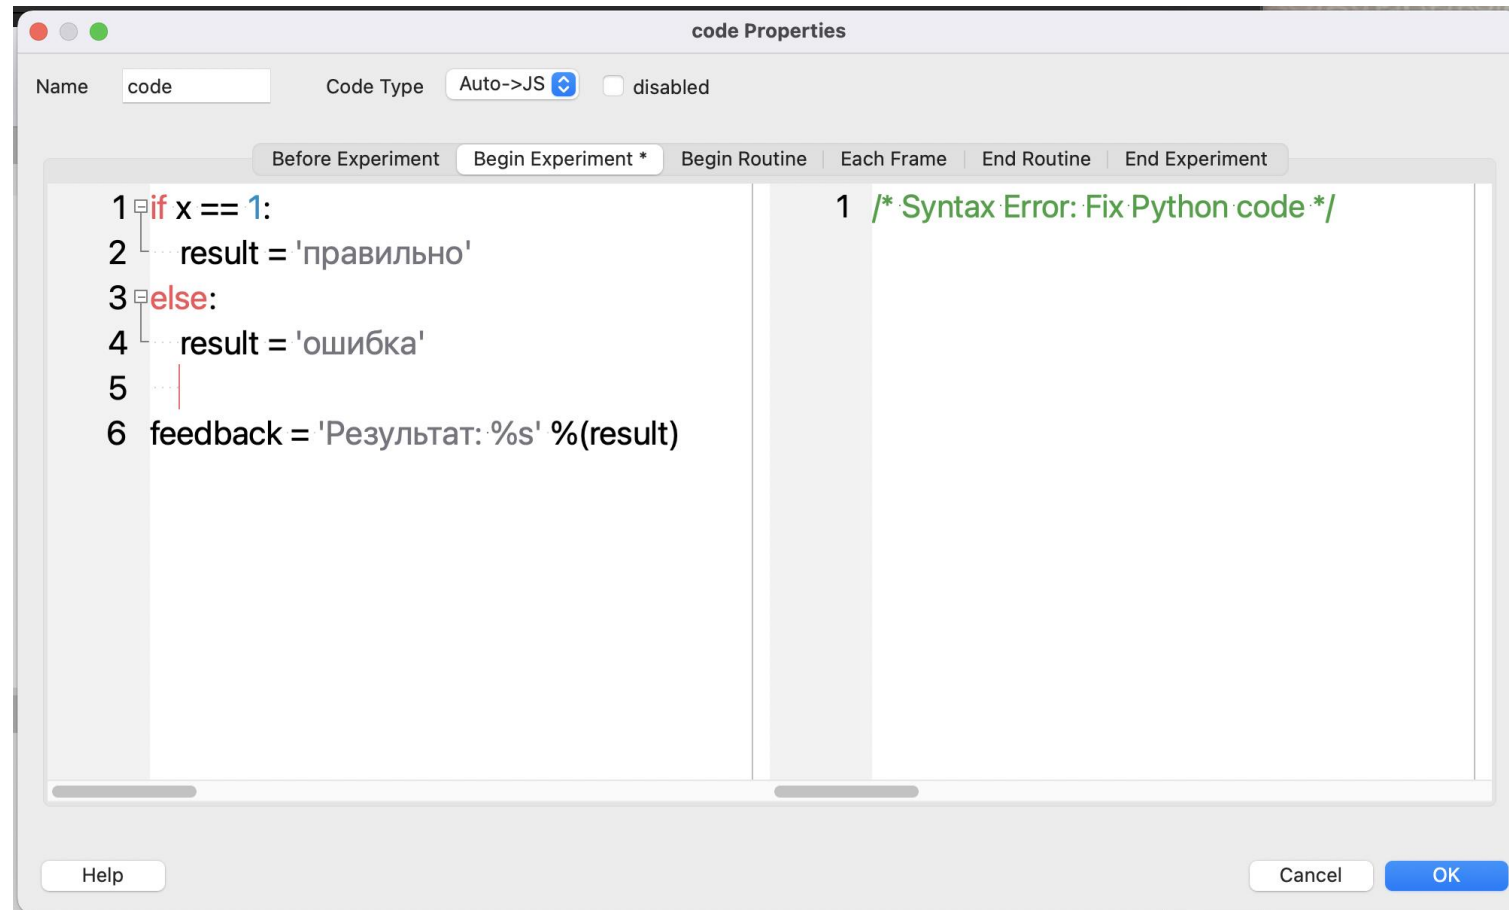 code Properties
Name code Code Type Auto->JS disabled
Before Experiment Begin Experiment * Begin Routine Each Frame End Routine End Experiment
1 if x == 1:
2 result = 'правильно'
3 else:
4 result = 'ошибка'
5
6 feedback = 'Результат: %s' %(result)
1 /* Syntax Error: Fix Python code */
Help Cancel OK